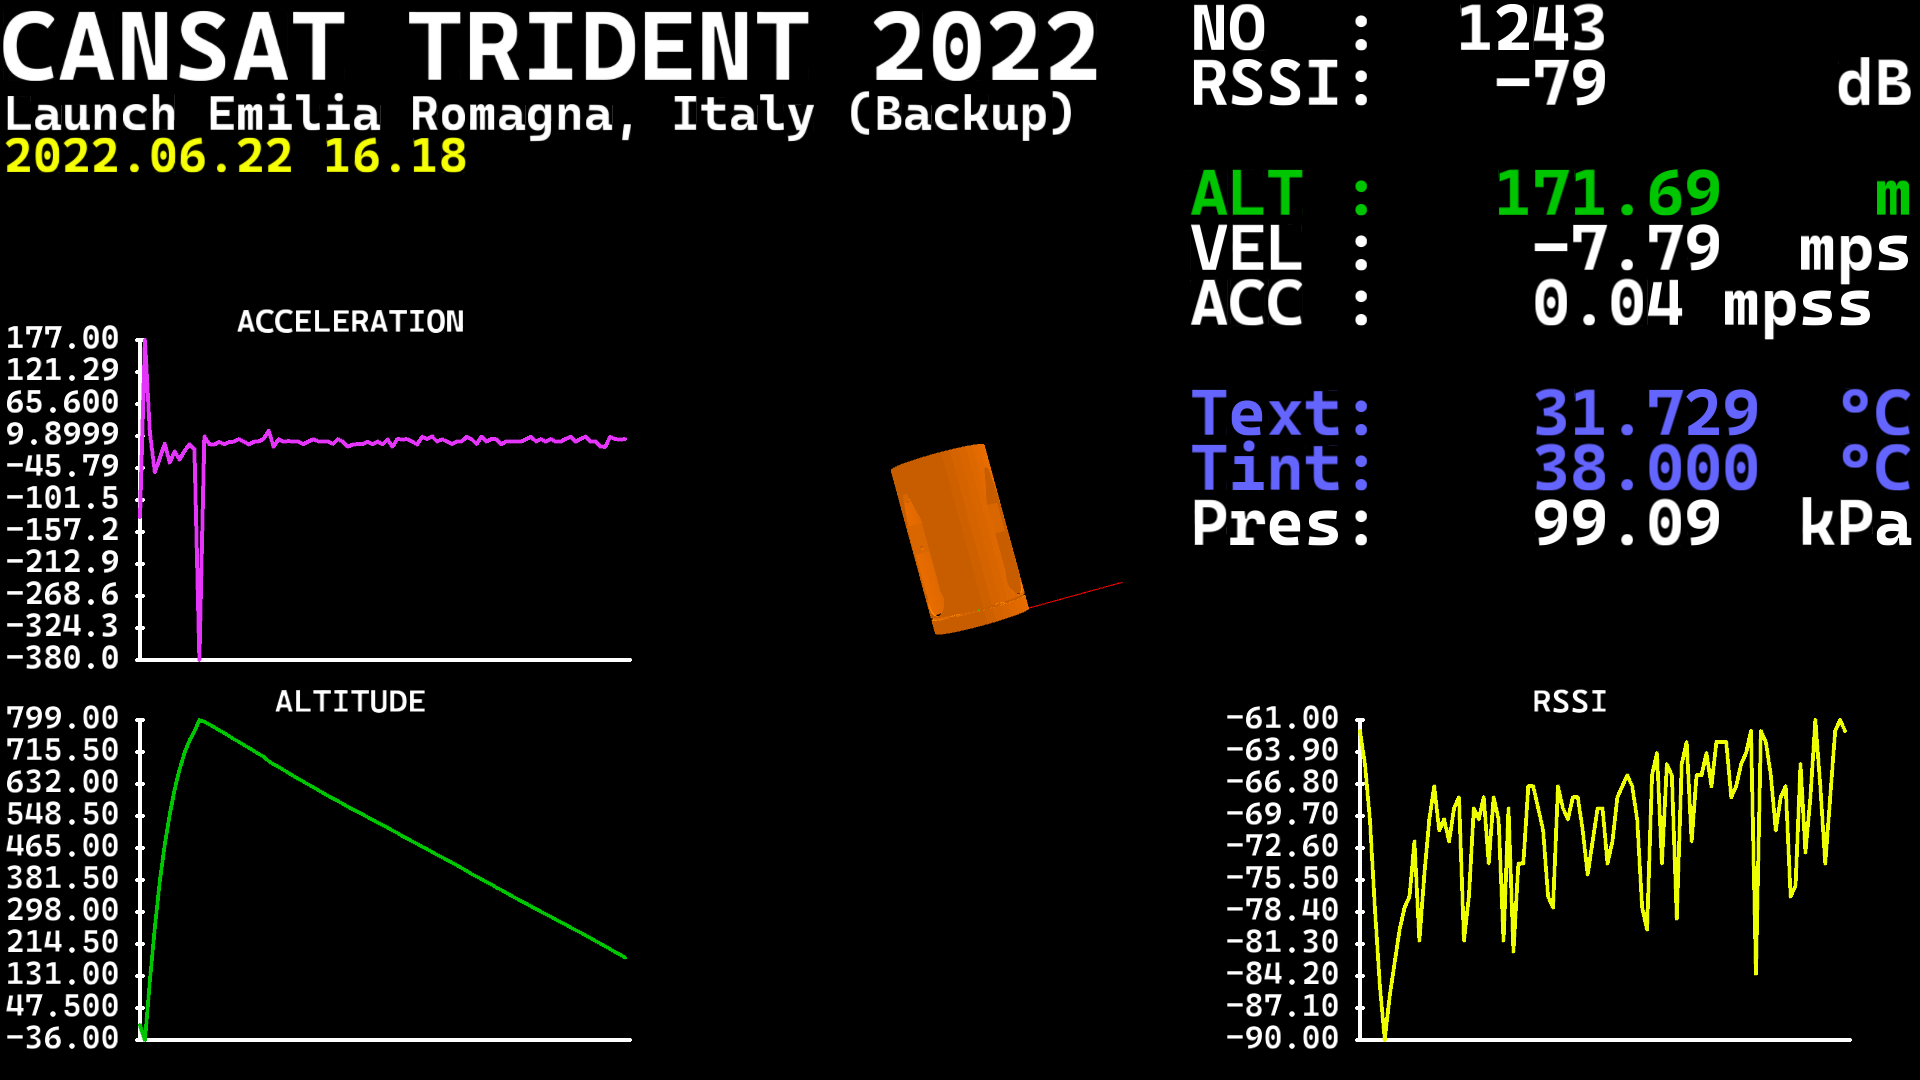 CANSAT TRIDENT 2022
Launch Emilia Romagna, Italy (Backup)
2022.06.22 16.18
NO : 1243
RSSI: -79 dB
ALT : 171.69 m
VEL : -7.79 mps
ACC : 0.04 mpss
Text: 31.729 °C
Tint: 38.000 °C
Pres: 99.09 kPa
ACCELERATION
177.00
121.29
65.600
9.8999
-45.79
-101.5
-157.2
-212.9
-268.6
-324.3
-380.0
ALTITUDE
799.00
715.50
632.00
548.50
465.00
381.50
298.00
214.50
131.00
47.500
-36.00
RSSI
-61.00
-63.90
-66.80
-69.70
-72.60
-75.50
-78.40
-81.30
-84.20
-87.10
-90.00